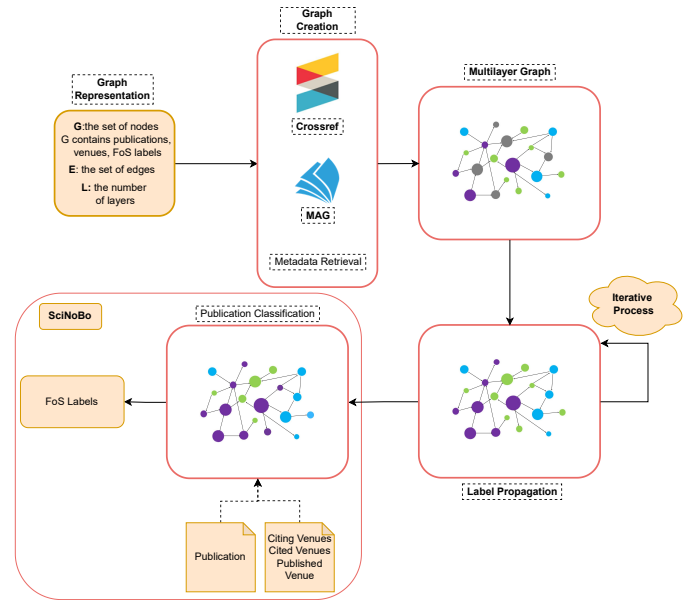 Graph
Creation
Graph
Representation
G:the set of nodes
G contains publications,
venues, FoS labels
E: the set of edges
L: the number
of layers
Crossref
MAG
Metadata Retrieval
Multilayer Graph
Iterative
Process
Label Propagation
SciNoBo
Publication Classification
FoS Labels
Publication
Citing Venues
Cited Venues
Published
Venue